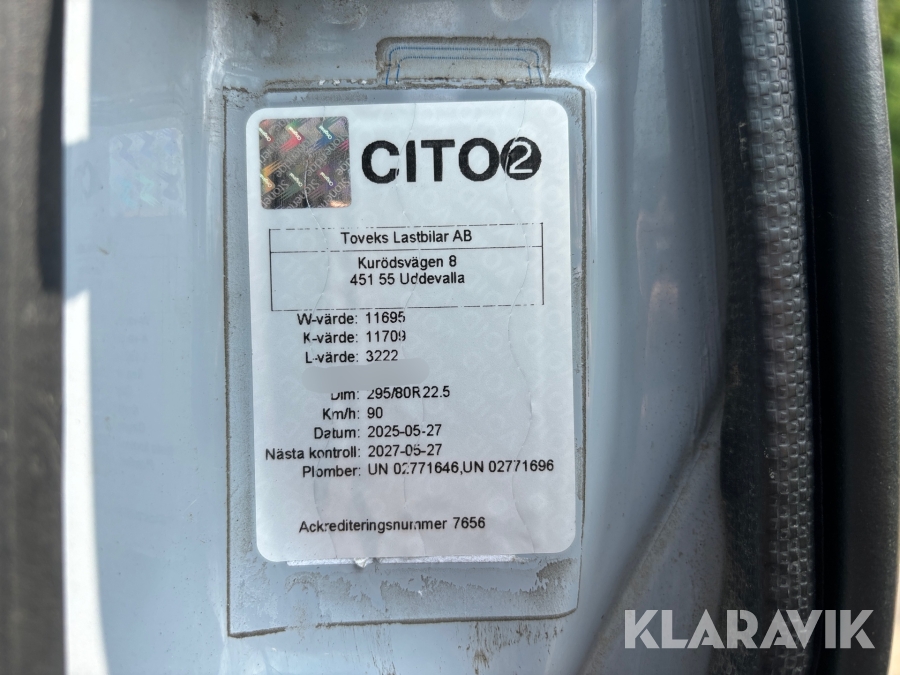 CITO2
Toveks Lastbilar AB
Kurödsvägen 8
451 55 Uddevalla
W-värde: 11695
K-värde: 11709
L-värde: 3222
Dim: 295/80R22.5
Km/h: 90
Datum: 2025-05-27
Nästa kontroll: 2027-05-27
Plomber: UN 02771646,UN 02771696
Ackrediteringsnummer 7656
KLARAVIK